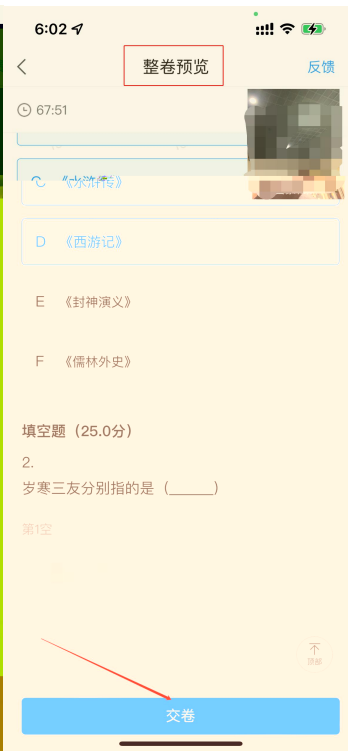 6:02
整卷预览
反馈
67:51
C 《水浒传》
D 《西游记》
E 《封神演义》
F 《儒林外史》
填空题（25.0分）
2.
岁寒三友分别指的是（______）
第1空
顶部
交卷